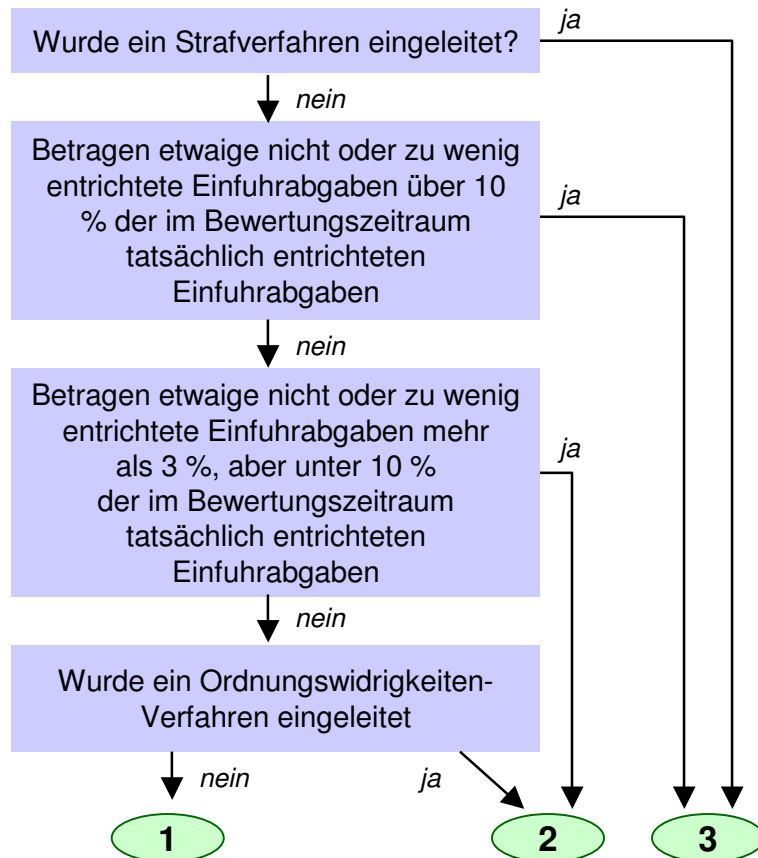 Wurde ein Strafverfahren eingeleitet?
ja
nein
Betragen etwaige nicht oder zu wenig
entrichtete Einfuhrabgaben über 10
% der im Bewertungszeitraum
tatsächlich entrichteten
Einfuhrabgaben
ja
nein
Betragen etwaige nicht oder zu wenig
entrichtete Einfuhrabgaben mehr
als 3 %, aber unter 10 %
der im Bewertungszeitraum
tatsächlich entrichteten
Einfuhrabgaben
ja
nein
Wurde ein Ordnungswidrigkeiten-
Verfahren eingeleitet
nein
ja
1
2
3